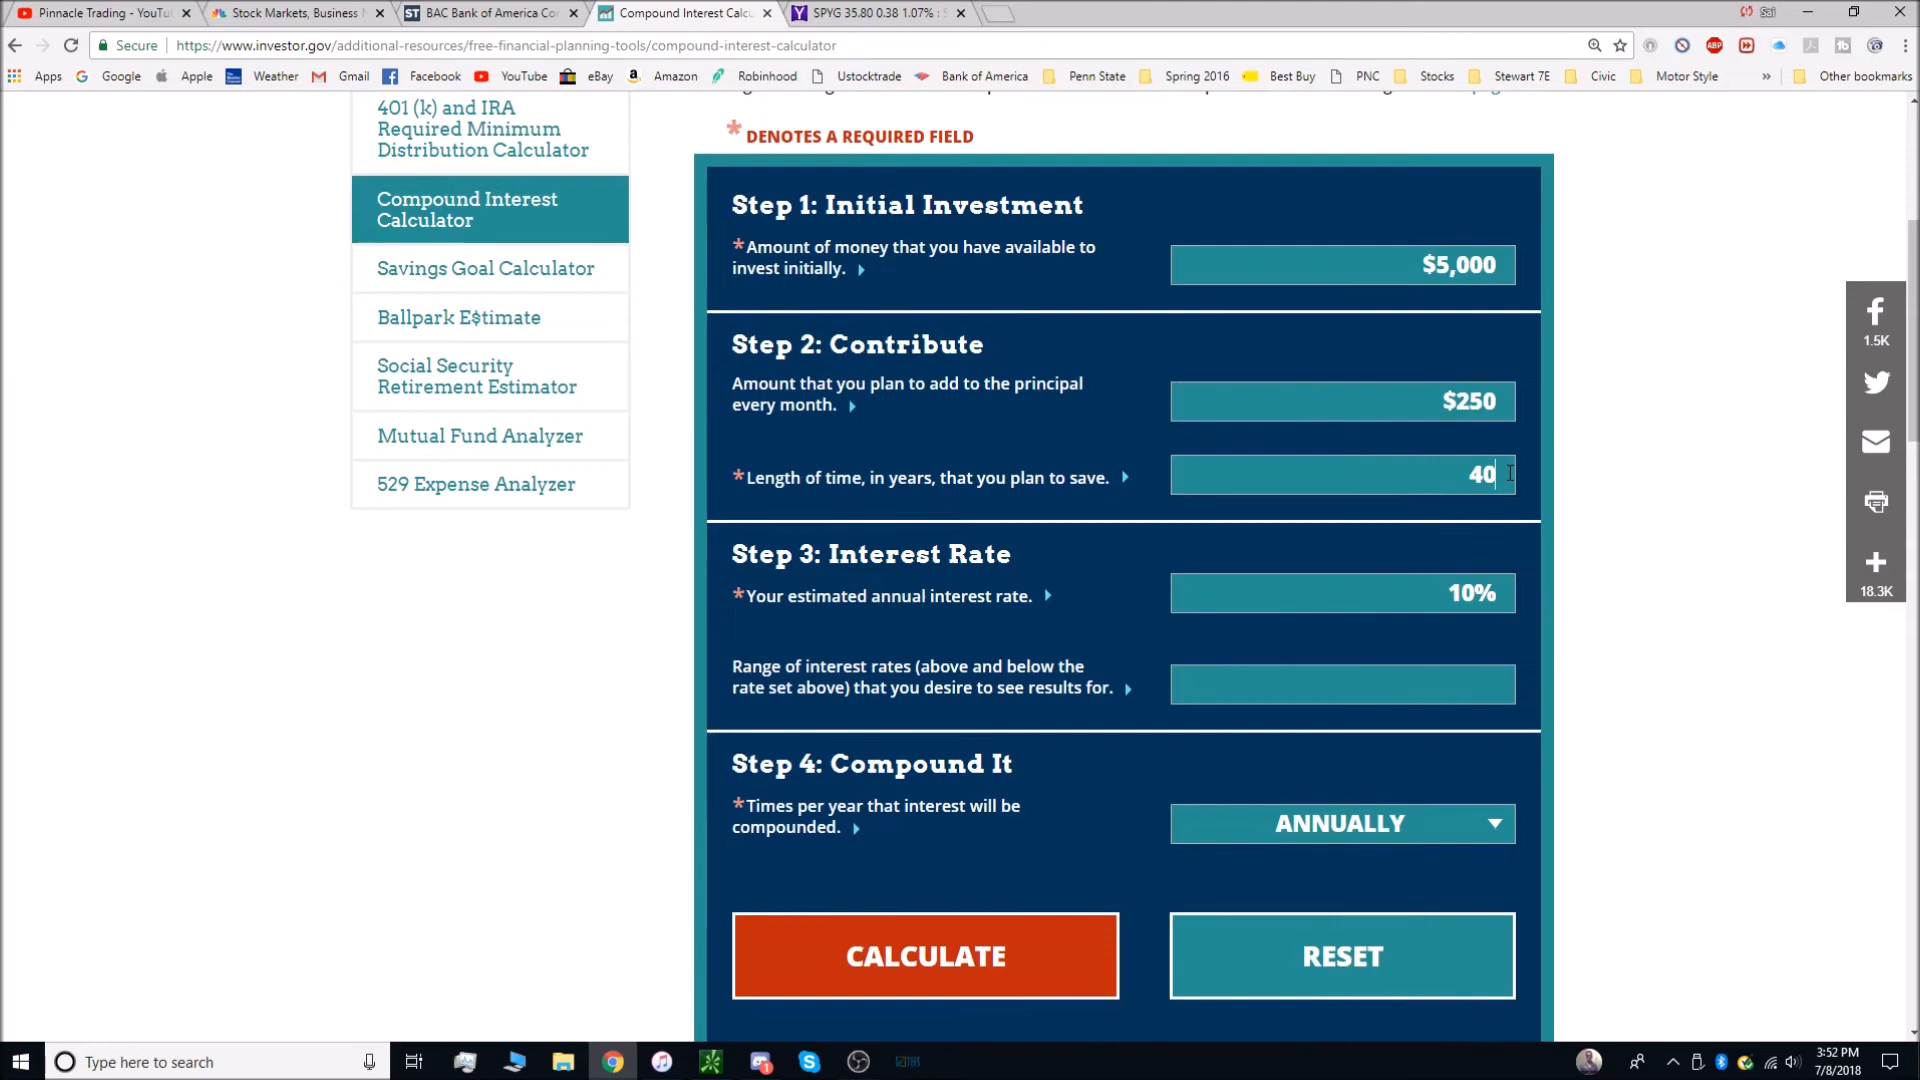 Pinnacle Trading - YouTu
Stock Markets, Business
ST BAC Bank of America Co
Compound Interest Calc
SPYG 35.80 0.38 1.07% : S
Sai
Secure
https://www.investor.gov/additional-resources/free-financial-planning-tools/compound-interest-calculator
ABP
Apps
Google
Apple
Weather
Gmail
Facebook
YouTube
eBay
Amazon
Robinhood
Ustocktrade
Bank of America
Penn State
Spring 2016
Best Buy
PNC
Stocks
Stewart 7E
Civic
Motor Style
»
Other bookmarks
401 (k) and IRA
Required Minimum
Distribution Calculator
Compound Interest
Calculator
Savings Goal Calculator
Ballpark E$timate
Social Security
Retirement Estimator
Mutual Fund Analyzer
529 Expense Analyzer
* DENOTES A REQUIRED FIELD
Step 1: Initial Investment
*Amount of money that you have available to
invest initially.
$5,000
Step 2: Contribute
Amount that you plan to add to the principal
every month.
$250
*Length of time, in years, that you plan to save.
40
Step 3: Interest Rate
*Your estimated annual interest rate.
10%
Range of interest rates (above and below the
rate set above) that you desire to see results for.
Step 4: Compound It
*Times per year that interest will be
compounded.
ANNUALLY
CALCULATE
RESET
1.5K
18.3K
Type here to search
3:52 PM
7/8/2018